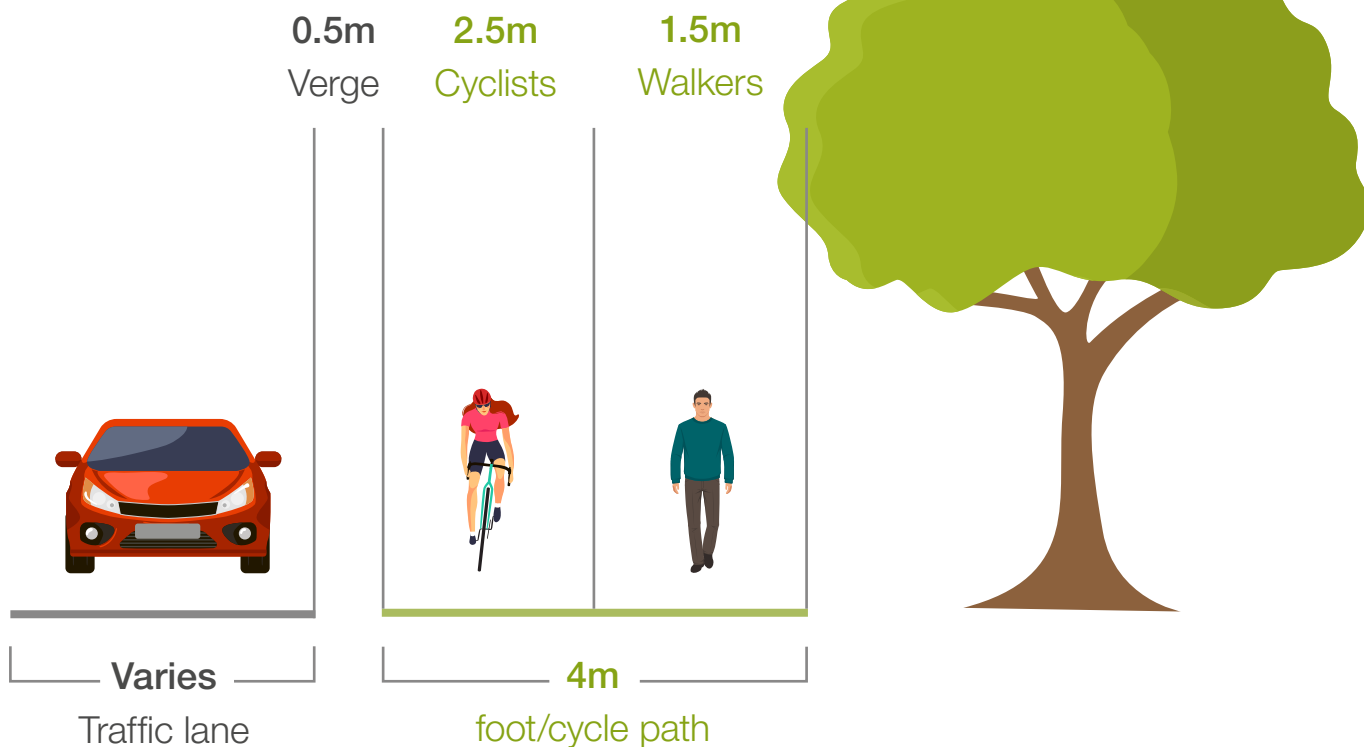 0.5m
Verge
2.5m
Cyclists
1.5m
Walkers
Varies
Traffic lane
4m
foot/cycle path